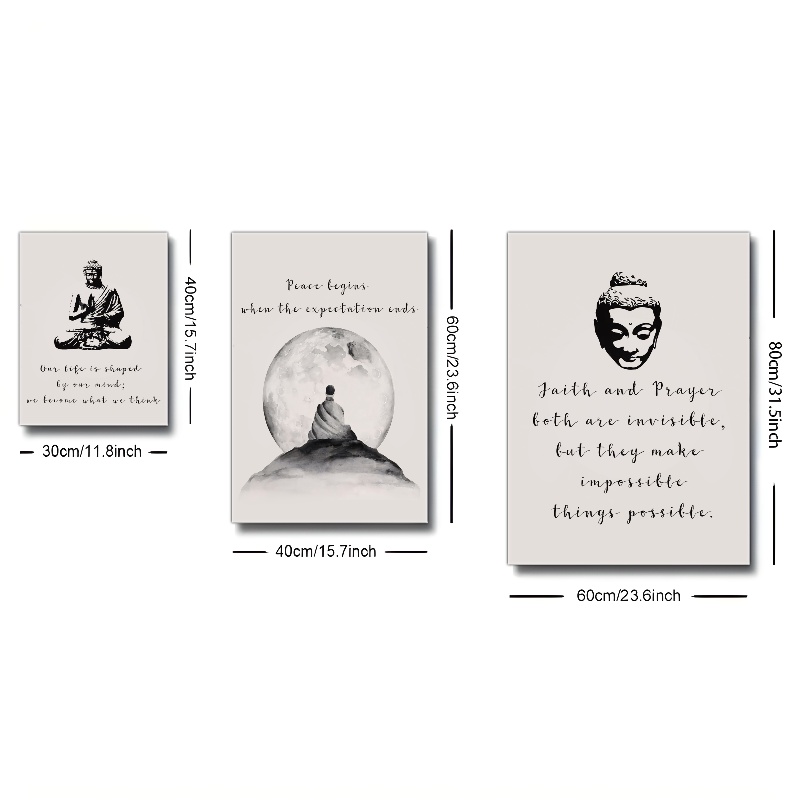 Our life is shaped
by our mind;
we become what we think
40cm/15.7inch
30cm/11.8inch
Peace begins
when the expectation ends
60cm/23.6inch
40cm/15.7inch
Faith and Prayer
both are invisible,
but they make
impossible
things possible.
80cm/31.5inch
60cm/23.6inch